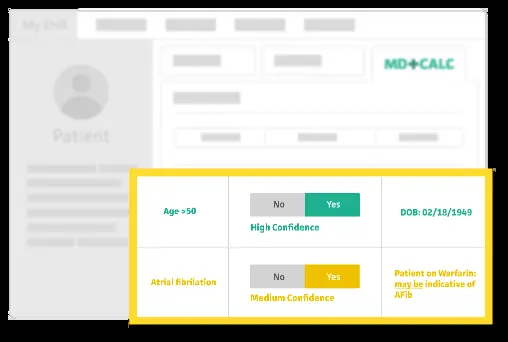 My EHR
MD+CALC
Patient
Age >50
No
Yes
High Confidence
DOB: 02/18/1949
Atrial fibrilation
No
Yes
Medium Confidence
Patient on Warfarin:
may be indicative of
AFib